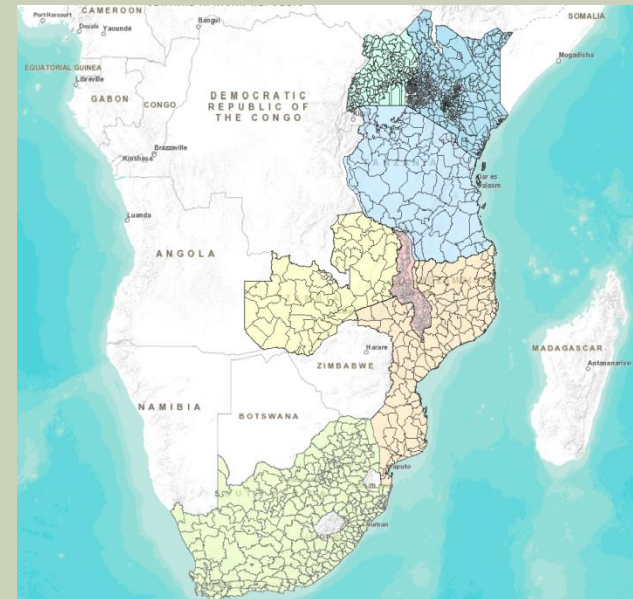 CAMEROON
SOMALIA
Port Harcourt
Douala
Yaoundé
Bangui
Mogadishu
EQUATORIAL GUINEA
Libreville
GABON
CONGO
DEMOCRATIC
REPUBLIC OF
THE CONGO
Brazzaville
Kinshasa
Dar es
Salaam
Luanda
ANGOLA
Harare
ZIMBABWE
MADAGASCAR
Antananarivo
NAMIBIA
BOTSWANA
Maputo
Durban